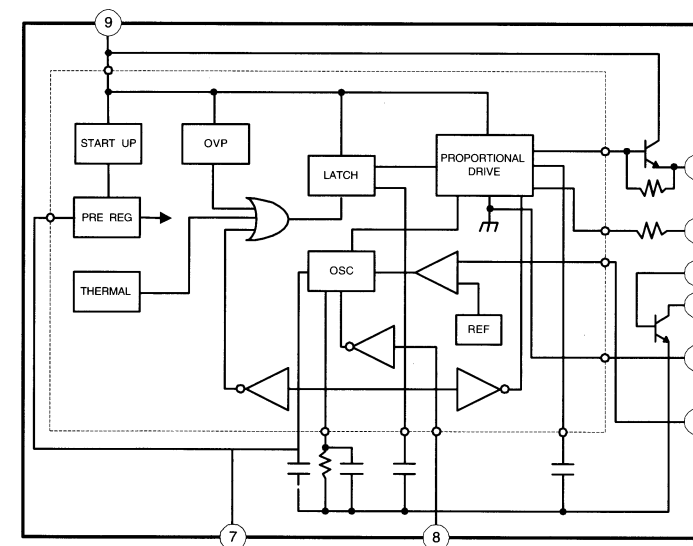 9
START UP
OVP
LATCH
PROPORTIONAL
DRIVE
PRE REG
THERMAL
OSC
REF
7
8